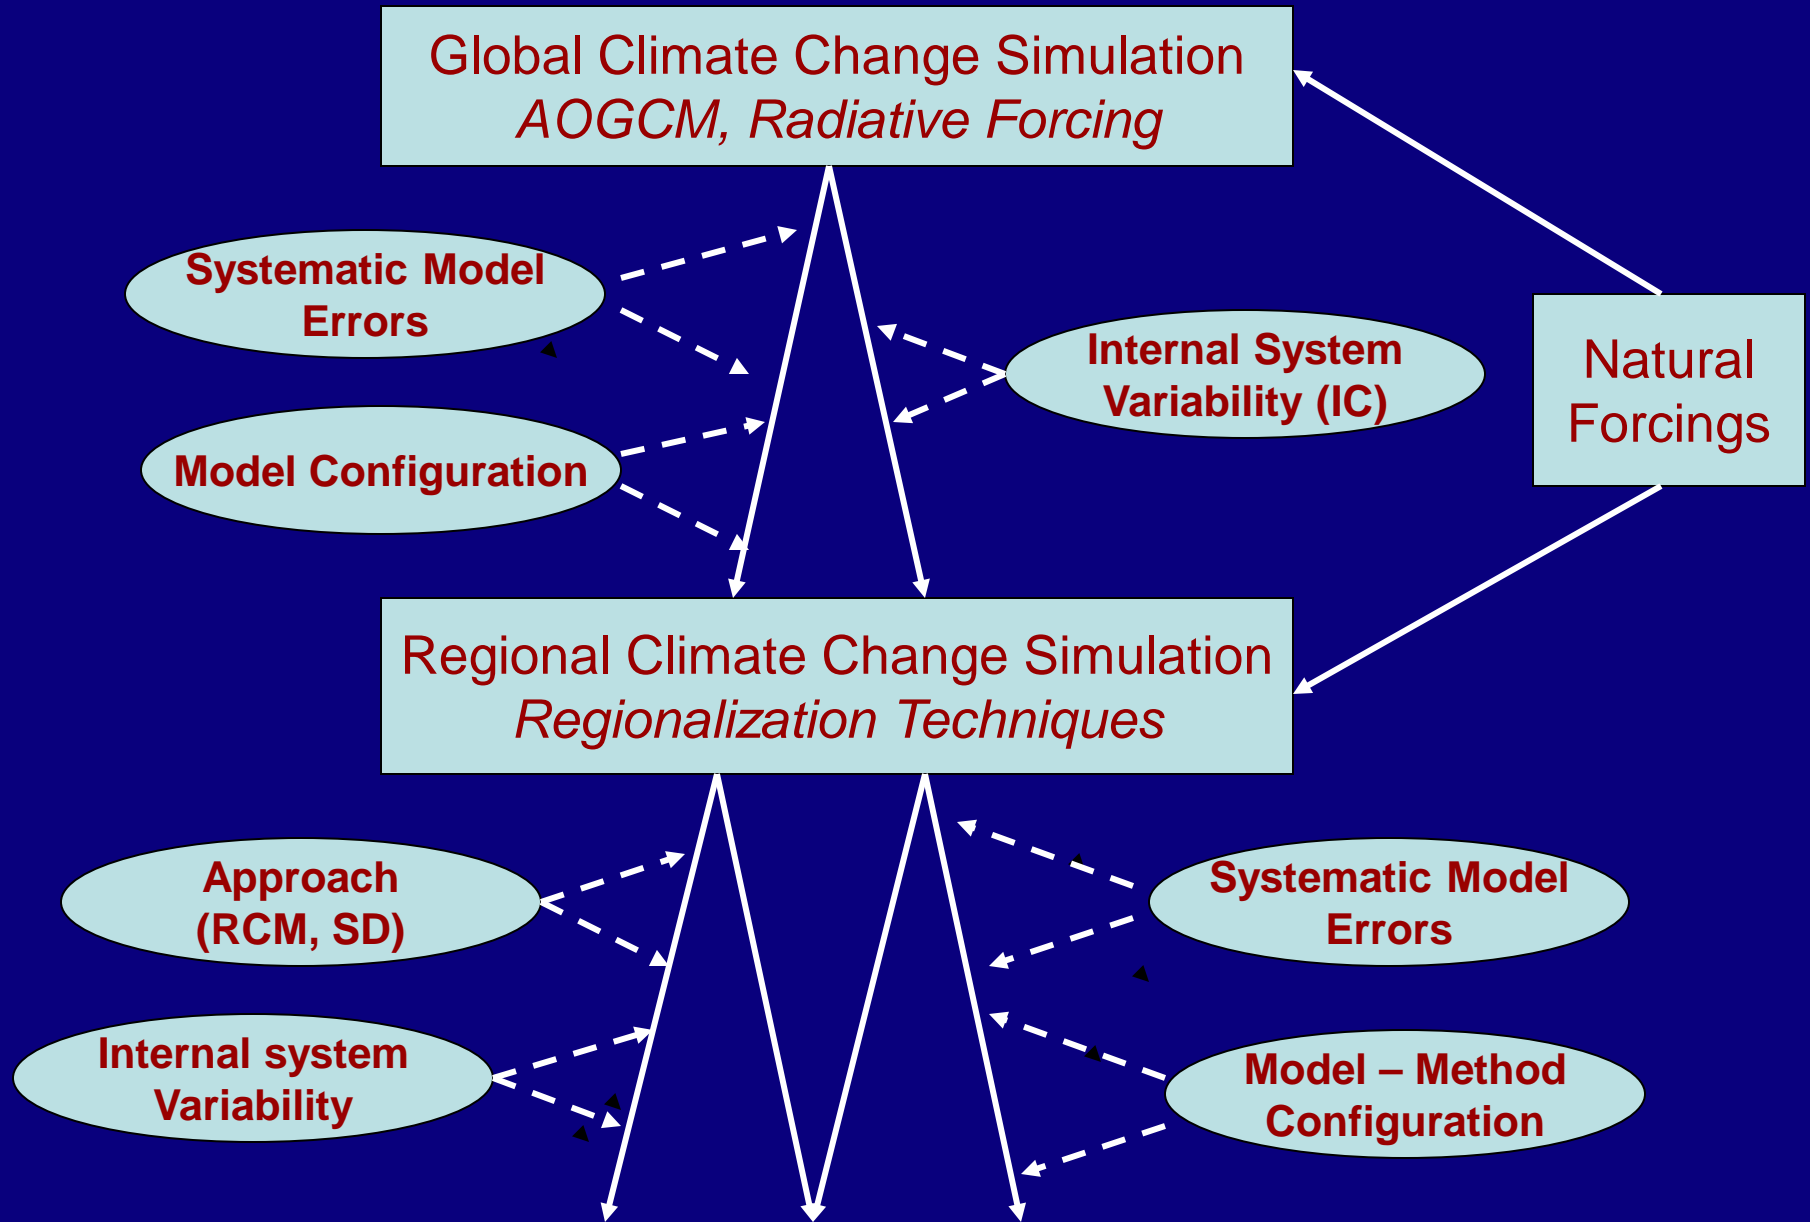 Global Climate Change Simulation
AOGCM, Radiative Forcing
Systematic Model
Errors
Internal System
Variability (IC)
Natural
Forcings
Model Configuration
Regional Climate Change Simulation
Regionalization Techniques
Approach
(RCM, SD)
Systematic Model
Errors
Internal system
Variability
Model – Method
Configuration